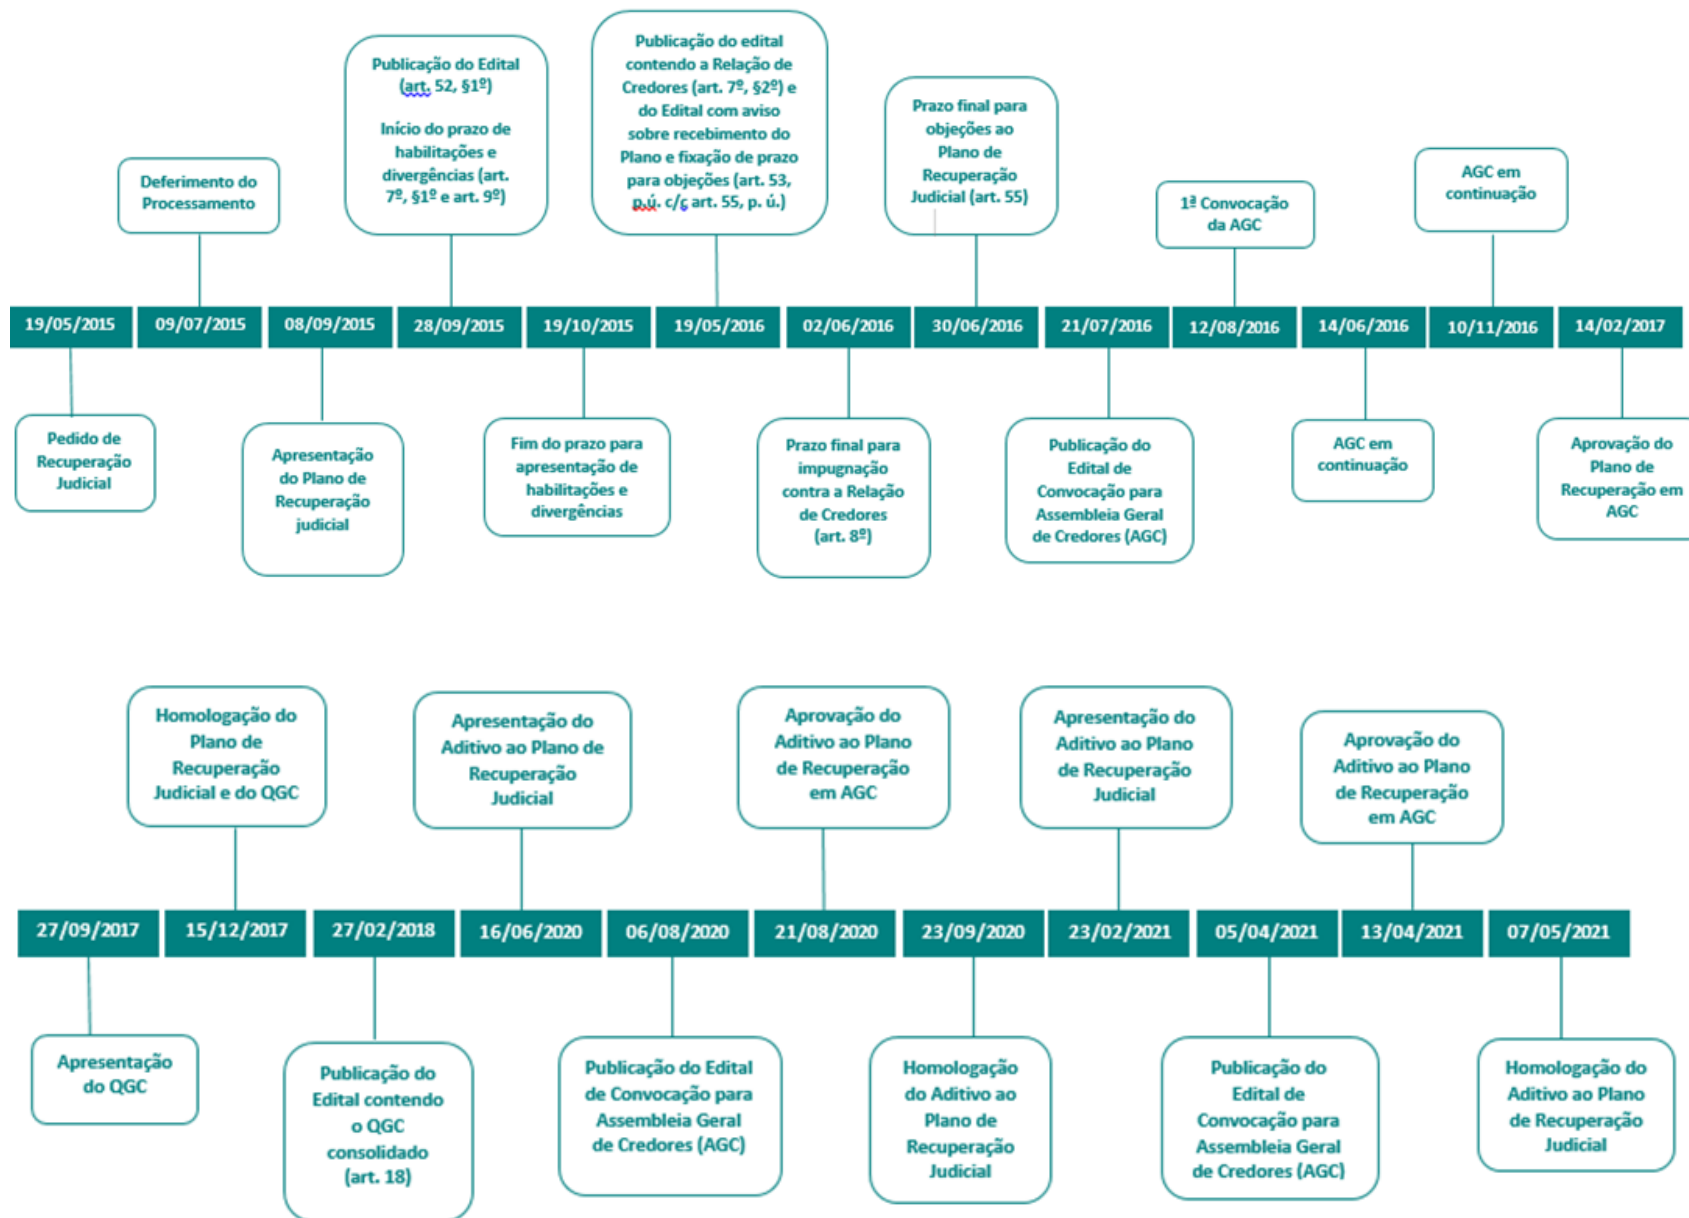 Publicação do Edital
(art. 52, §1º)
Início do prazo de
habilitações e
divergências (art.
7º, §1º e art. 9º)
Publicação do edital
contendo a Relação de
Credores (art. 7º, §2º) e
do Edital com aviso
sobre recebimento do
Plano e fixação de prazo
para objeções (art. 53,
p.ú. c/c art. 55, p. ú.)
Prazo final para
objeções ao
Plano de
Recuperação
Judicial (art. 55)
Deferimento do
Processamento
1ª Convocação
da AGC
AGC em
continuação
19/05/2015 09/07/2015 08/09/2015 28/09/2015 19/10/2015 19/05/2016 02/06/2016 30/06/2016 21/07/2016 12/08/2016 14/06/2016 10/11/2016 14/02/2017
Pedido de
Recuperação
Judicial
Apresentação
do Plano de
Recuperação
judicial
Fim do prazo para
apresentação de
habilitações e
divergências
Prazo final para
impugnação
contra a Relação
de Credores
(art. 8º)
Publicação do
Edital de
Convocação para
Assembleia Geral
de Credores (AGC)
AGC em
continuação
Aprovação do
Plano de
Recuperação em
AGC
Homologação do
Plano de
Recuperação
Judicial e do QGC
Apresentação do
Aditivo ao Plano de
Recuperação
Judicial
Aprovação do
Aditivo ao Plano
de Recuperação
em AGC
Apresentação do
Aditivo ao Plano
de Recuperação
Judicial
Aprovação do
Aditivo ao Plano
de Recuperação
em AGC
27/09/2017 15/12/2017 27/02/2018 16/06/2020 06/08/2020 21/08/2020 23/09/2020 23/02/2021 05/04/2021 13/04/2021 07/05/2021
Apresentação
do QGC
Publicação do
Edital contendo
o QGC
consolidado
(art. 18)
Publicação do Edital
de Convocação para
Assembleia Geral
de Credores (AGC)
Homologação
do Aditivo ao
Plano de
Recuperação
Judicial
Publicação do
Edital de
Convocação para
Assembleia Geral
de Credores (AGC)
Homologação do
Aditivo ao Plano
de Recuperação
Judicial